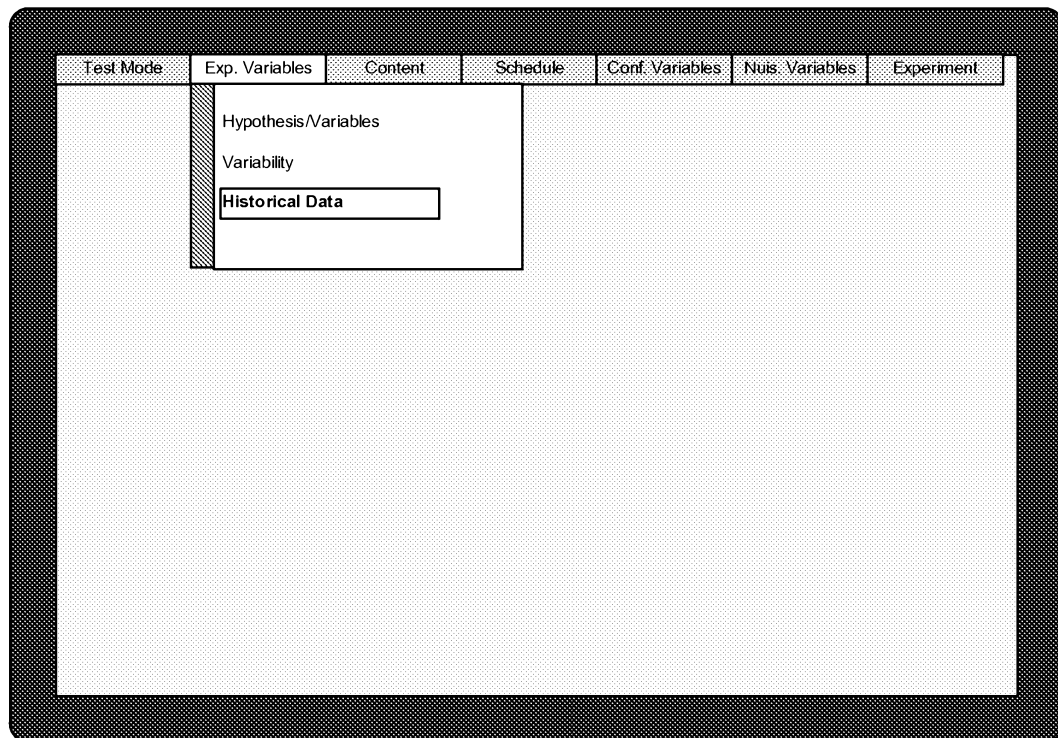 Test Mode Exp. Variables Content Schedule Conf. Variables Nuis. Variables Experiment
Hypothesis/Variables
Variability
Historical Data